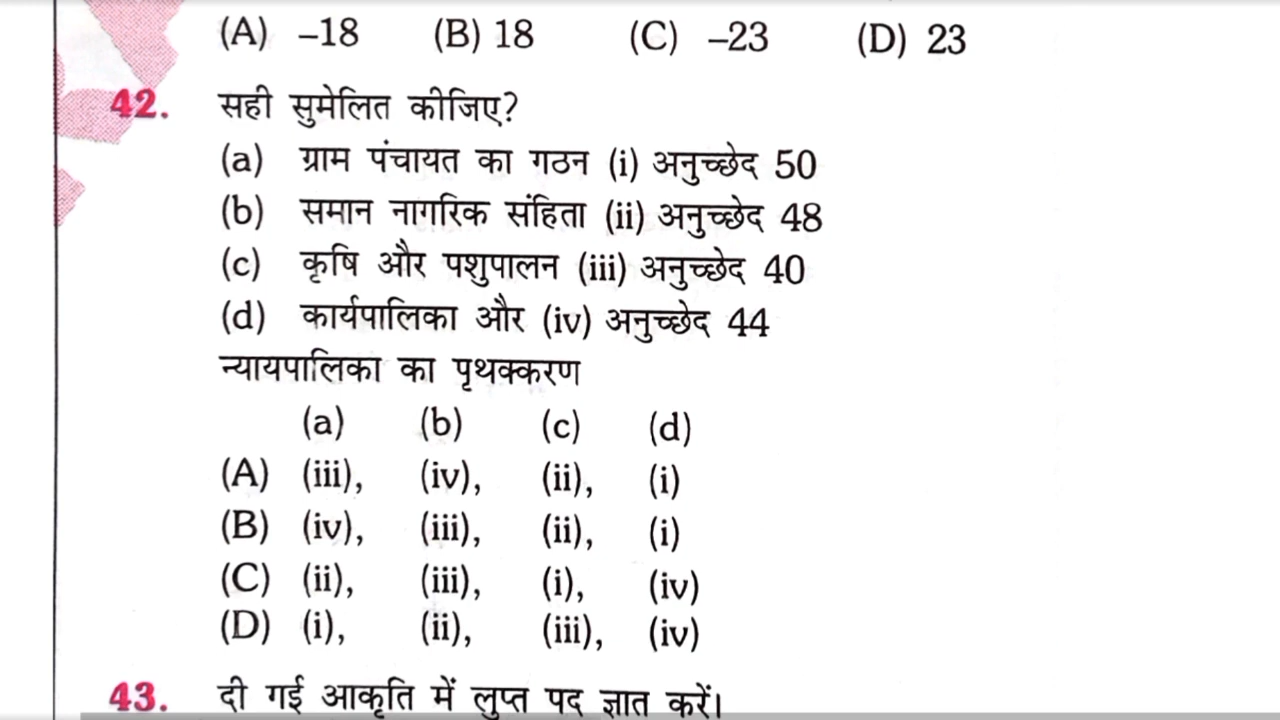 (A) –18 (B) 18 (C) –23 (D) 23
42. सही सुमेलित कीजिए?
(a) ग्राम पंचायत का गठन (i) अनुच्छेद 50
(b) समान नागरिक संहिता (ii) अनुच्छेद 48
(c) कृषि और पशुपालन (iii) अनुच्छेद 40
(d) कार्यपालिका और (iv) अनुच्छेद 44
न्यायपालिका का पृथक्करण
(a) (b) (c) (d)
(A) (iii), (iv), (ii), (i)
(B) (iv), (iii), (ii), (i)
(C) (ii), (iii), (i), (iv)
(D) (i), (ii), (iii), (iv)
43. दी गई आकृति में लुप्त पद ज्ञात करें।